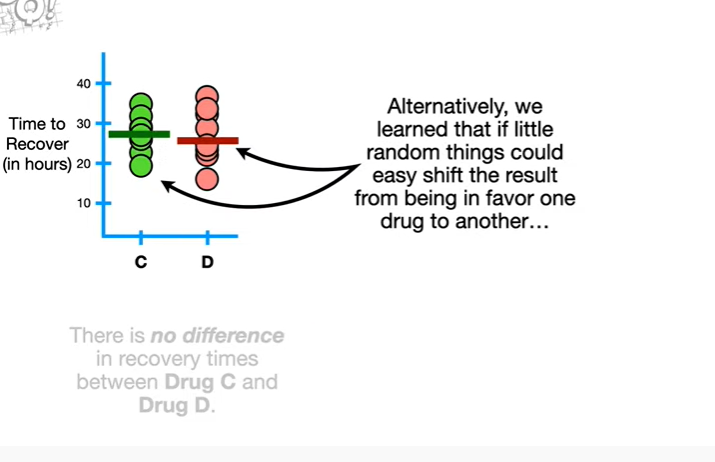 40
Time to
30
Recover
(in hours)
20
10
C
D
Alternatively, we
learned that if little
random things could
easy shift the result
from being in favor one
drug to another...
There is no difference
in recovery times
between Drug C and
Drug D.